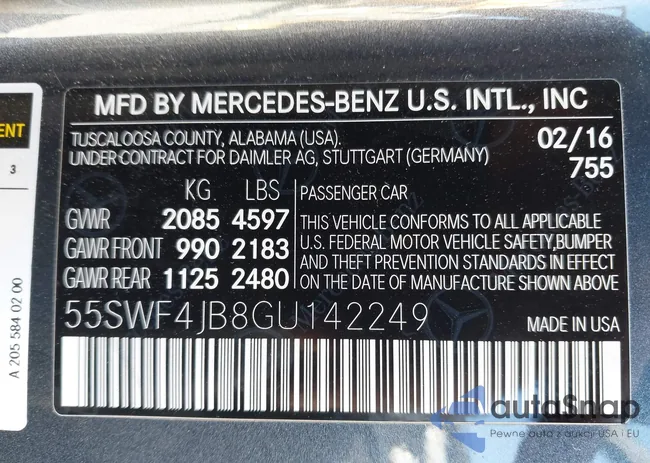 MFD BY MERCEDES-BENZ U.S. INTL., INC
TUSCALOOSA COUNTY, ALABAMA (USA). 02/16
UNDER CONTRACT FOR DAIMLER AG, STUTTGART (GERMANY) 755
KG LBS PASSENGER CAR
GVWR 2085 4597 THIS VEHICLE CONFORMS TO ALL APPLICABLE
GAWR FRONT 990 2183 U.S. FEDERAL MOTOR VEHICLE SAFETY,BUMPER
AND THEFT PREVENTION STANDARDS IN EFFECT
GAWR REAR 1125 2480 ON THE DATE OF MANUFACTURE SHOWN ABOVE
55SWF4JB8GU142249 MADE IN USA
3
A 205 584 02 00
autoSnap
Pewne auta z aukcji USA i EU